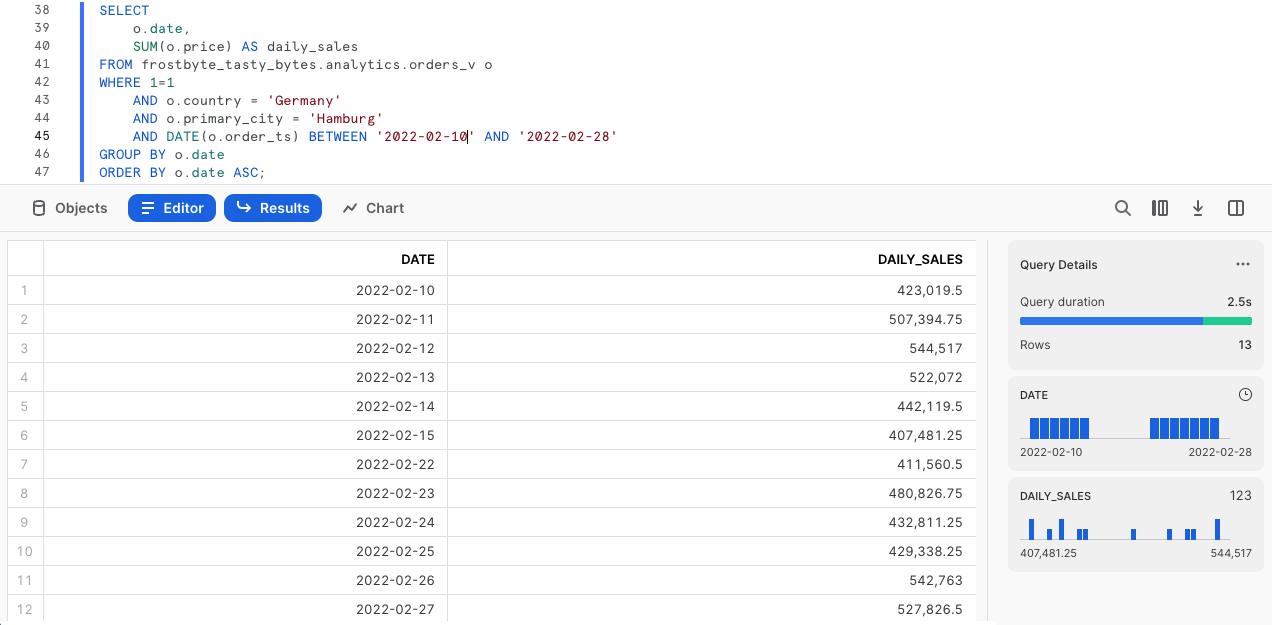 38 SELECT
39 o.date,
40 SUM(o.price) AS daily_sales
41 FROM frostbyte_tasty_bytes.analytics.orders_v o
42 WHERE 1=1
43 AND o.country = 'Germany'
44 AND o.primary_city = 'Hamburg'
45 AND DATE(o.order_ts) BETWEEN '2022-02-10' AND '2022-02-28'
46 GROUP BY o.date
47 ORDER BY o.date ASC;
Objects Editor Results Chart
DATE DAILY_SALES
1 2022-02-10 423,019.5
2 2022-02-11 507,394.75
3 2022-02-12 544,517
4 2022-02-13 522,072
5 2022-02-14 442,119.5
6 2022-02-15 407,481.25
7 2022-02-22 411,560.5
8 2022-02-23 480,826.75
9 2022-02-24 432,811.25
10 2022-02-25 429,338.25
11 2022-02-26 542,763
12 2022-02-27 527,826.5
Query Details ...
Query duration 2.5s
Rows 13
DATE
2022-02-10 2022-02-28
DAILY_SALES 123
407,481.25 544,517